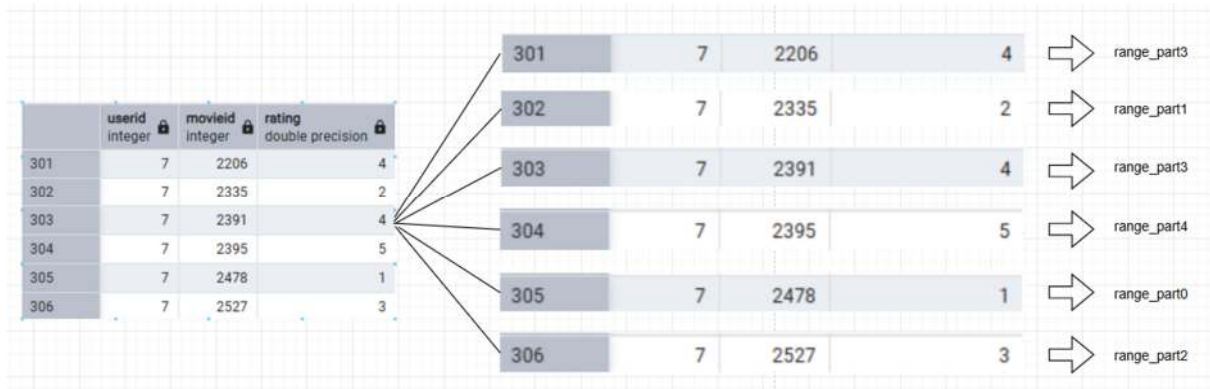 userid movieid rating
integer integer double precision
301 7 2206 4
302 7 2335 2
303 7 2391 4
304 7 2395 5
305 7 2478 1
306 7 2527 3
301 7 2206 4 range_part3
302 7 2335 2 range_part1
303 7 2391 4 range_part3
304 7 2395 5 range_part4
305 7 2478 1 range_part0
306 7 2527 3 range_part2